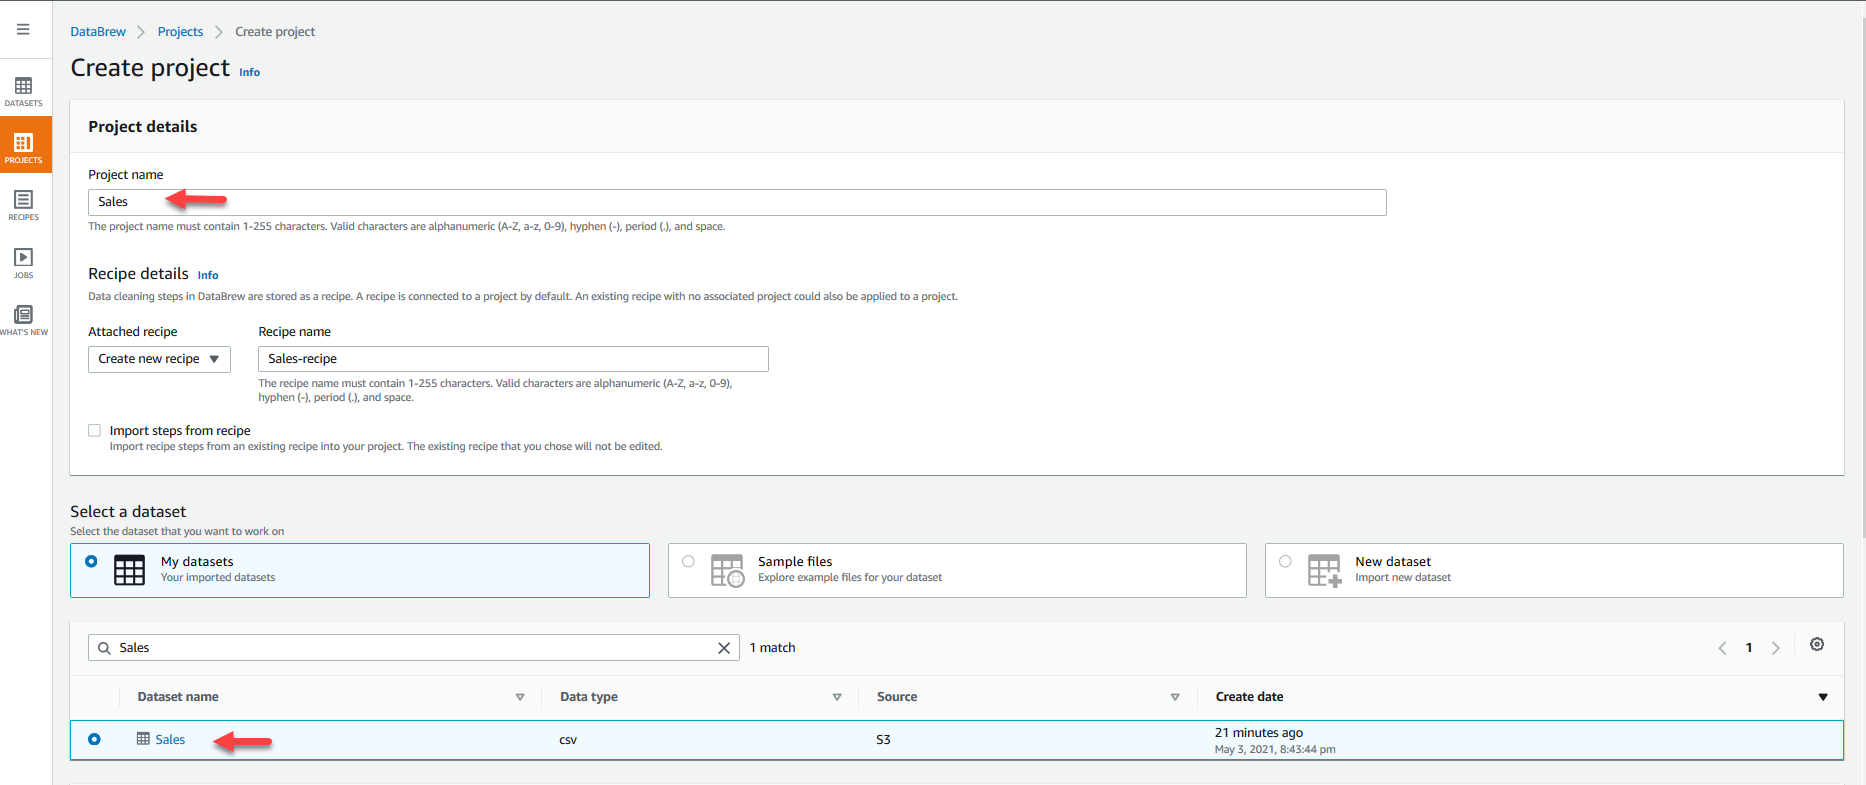 DataBrew > Projects > Create project
Create project Info
DATASETS
PROJECTS
RECIPES
JOBS
WHAT'S NEW
Project details
Project name
Sales
The project name must contain 1-255 characters. Valid characters are alphanumeric (A-Z, a-z, 0-9), hyphen (-), period (.), and space.
Recipe details Info
Data cleaning steps in DataBrew are stored as a recipe. A recipe is connected to a project by default. An existing recipe with no associated project could also be applied to a project.
Attached recipe
Recipe name
Create new recipe
Sales-recipe
The recipe name must contain 1-255 characters. Valid characters are alphanumeric (A-Z, a-z, 0-9),
hyphen (-), period (.), and space.
Import steps from recipe
Import recipe steps from an existing recipe into your project. The existing recipe that you chose will not be edited.
Select a dataset
Select the dataset that you want to work on
My datasets
Your imported datasets
Sample files
Explore example files for your dataset
New dataset
Import new dataset
Sales
1 match
1
Dataset name Data type Source Create date
Sales csv S3 21 minutes ago
May 3, 2021, 8:43:44 pm